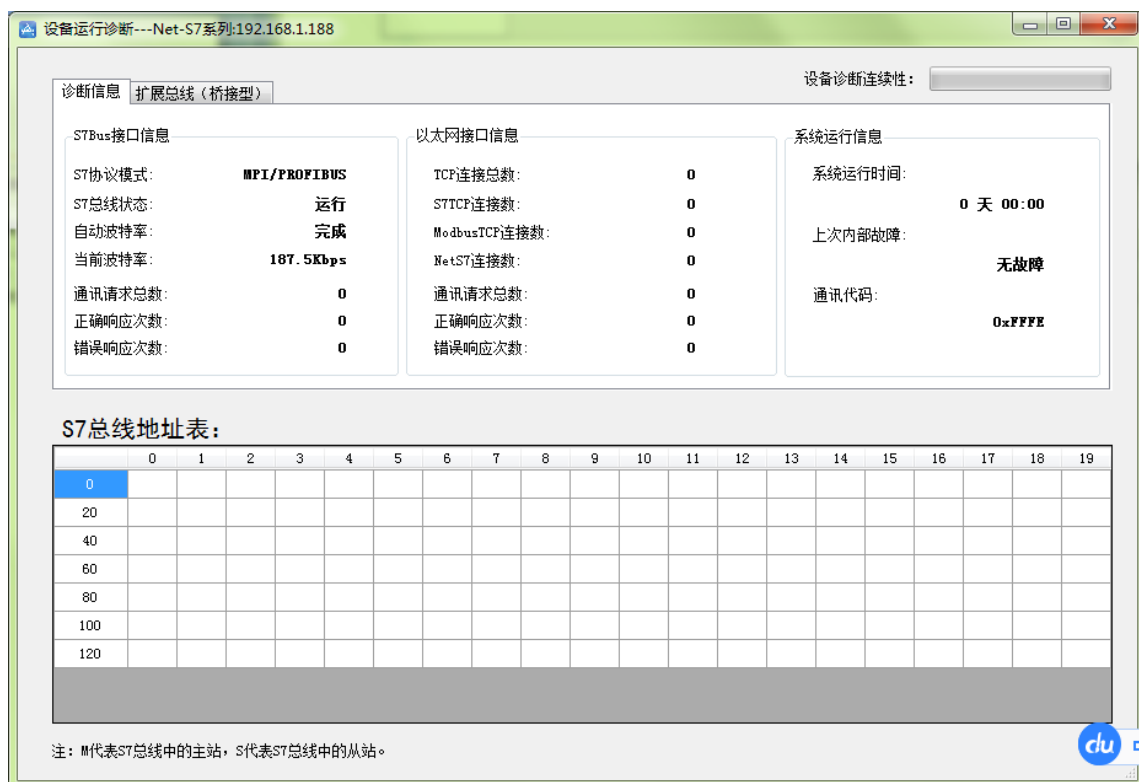 设备运行诊断---Net-S7系列:192.168.1.188
设备诊断连续性:
诊断信息 扩展总线（桥接型）
S7Bus接口信息
S7协议模式: MPI/PROFIBUS
S7总线状态: 运行
自动波特率: 完成
当前波特率: 187.5Kbps
通讯请求总数: 0
正确响应次数: 0
错误响应次数: 0
以太网接口信息
TCP连接总数: 0
S7TCP连接数: 0
ModbusTCP连接数: 0
NetS7连接数: 0
通讯请求总数: 0
正确响应次数: 0
错误响应次数: 0
系统运行信息
系统运行时间:
0 天 00:00
上次内部故障:
无故障
通讯代码:
0xFFFE
S7总线地址表:
0 1 2 3 4 5 6 7 8 9 10 11 12 13 14 15 16 17 18 19
0
20
40
60
80
100
120
注: M代表S7总线中的主站，S代表S7总线中的从站。
du